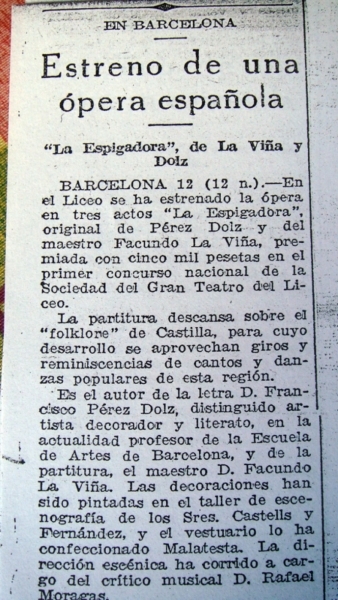 EN BARCELONA
Estreno de una
ópera española
"La Espigadora", de La Viña y
Dolz
BARCELONA 12 (12 n.).—En
el Liceo se ha estrenado la ópera
en tres actos "La Espigadora",
original de Pérez Dolz y del
maestro Facundo La Viña, pre-
miada con cinco mil pesetas en el
primer concurso nacional de la
Sociedad del Gran Teatro del Li-
ceo.
La partitura descansa sobre el
"folklore" de Castilla, para cuyo
desarrollo se aprovechan giros y
reminiscencias de cantos y dan-
zas populares de esta región.
Es el autor de la letra D. Fran-
cisco Pérez Dolz, distinguido ar-
tista decorador y literato, en la
actualidad profesor de la Escuela
de Artes de Barcelona, y de la
partitura, el maestro D. Facundo
La Viña. Las decoraciones han
sido pintadas en el taller de esce-
nografía de los Sres. Castells y
Fernández, y el vestuario lo ha
confeccionado Malatesta. La di-
rección escénica ha corrido a car-
go del crítico musical D. Rafael
Moragas.